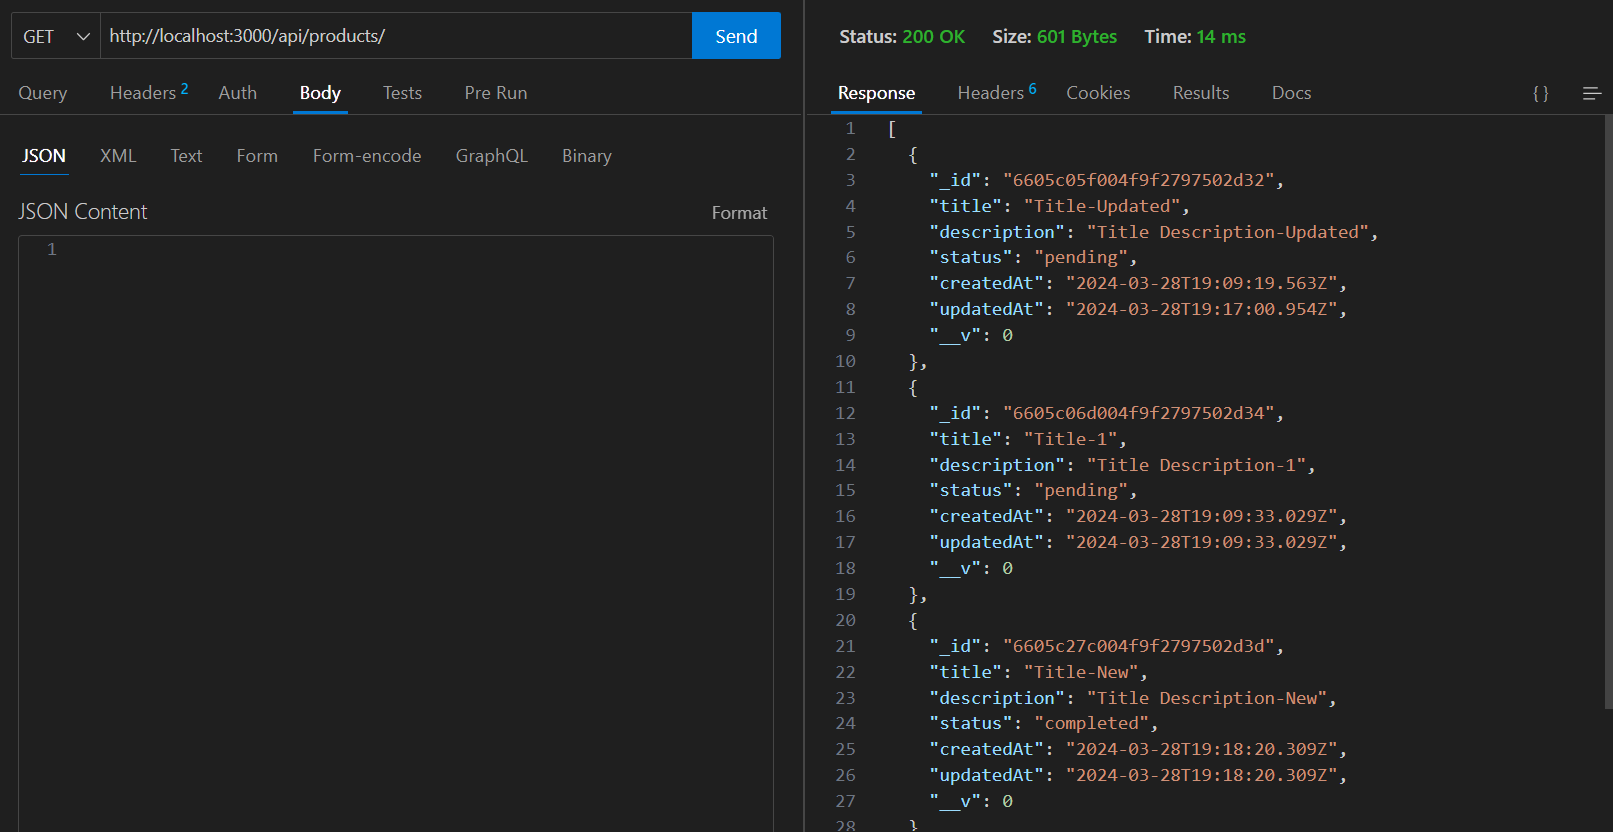 GET http://localhost:3000/api/products/ Send
Query Headers 2 Auth Body Tests Pre Run
JSON XML Text Form Form-encode GraphQL Binary
JSON Content Format
1
Status: 200 OK Size: 601 Bytes Time: 14 ms
Response Headers 6 Cookies Results Docs {}
1 [
2 {
3 "_id": "6605c05f004f9f2797502d32",
4 "title": "Title-Updated",
5 "description": "Title Description-Updated",
6 "status": "pending",
7 "createdAt": "2024-03-28T19:09:19.563Z",
8 "updatedAt": "2024-03-28T19:17:00.954Z",
9 "__v": 0
10 },
11 {
12 "_id": "6605c06d004f9f2797502d34",
13 "title": "Title-1",
14 "description": "Title Description-1",
15 "status": "pending",
16 "createdAt": "2024-03-28T19:09:33.029Z",
17 "updatedAt": "2024-03-28T19:09:33.029Z",
18 "__v": 0
19 },
20 {
21 "_id": "6605c27c004f9f2797502d3d",
22 "title": "Title-New",
23 "description": "Title Description-New",
24 "status": "completed",
25 "createdAt": "2024-03-28T19:18:20.309Z",
26 "updatedAt": "2024-03-28T19:18:20.309Z",
27 "__v": 0
28 }